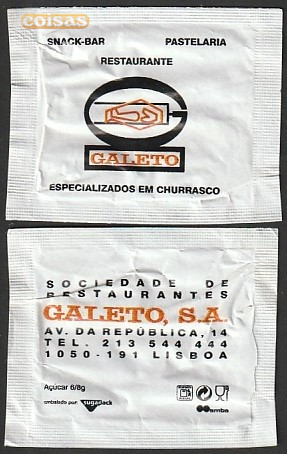 coisas
SNACK-BAR PASTELARIA
RESTAURANTE
GALETO
ESPECIALIZADOS EM CHURRASCO
SOCIEDADE DE
RESTAURANTES
GALETO, S.A.
AV. DA REPÚBLICA, 14
TEL. 213 544 444
1050-191 LISBOA
Açúcar 6/8g
embalado por: sugarpack
amba